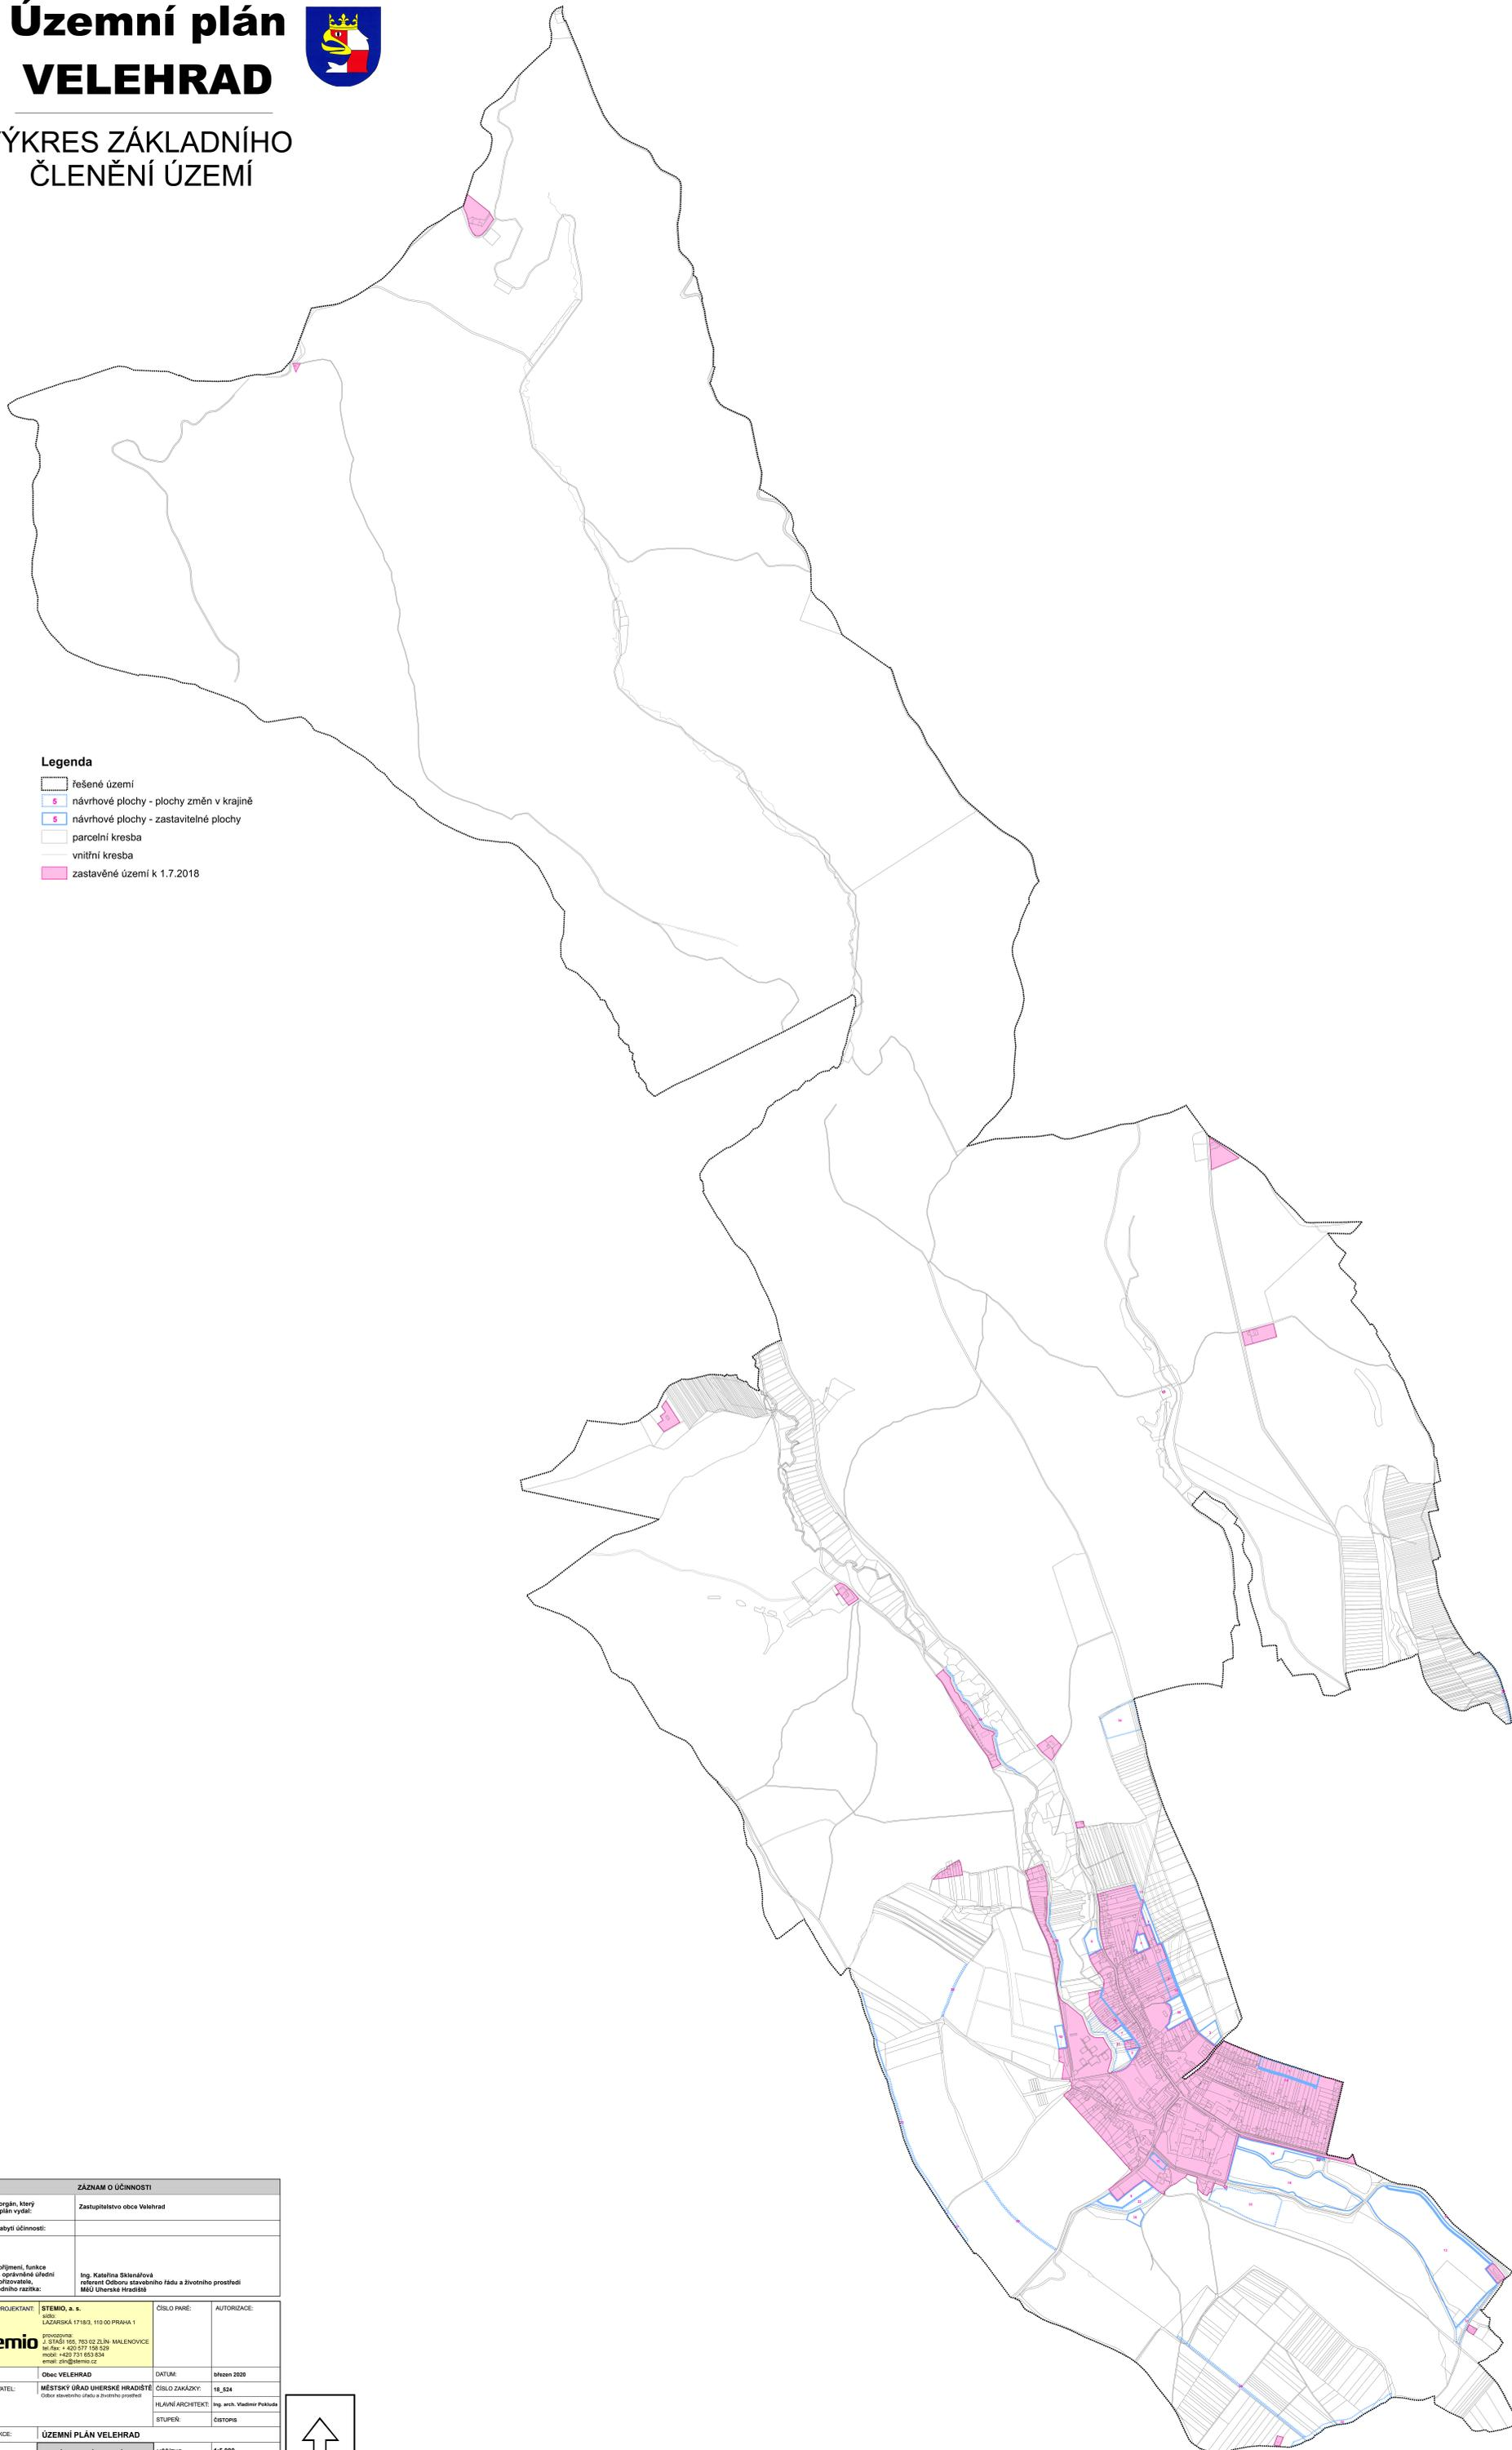 Územní plán
VELEHRAD
ÝKRES ZÁKLADNÍHO
ČLENĚNÍ ÚZEMÍ
Legenda
řešené území
5 návrhové plochy - plochy změn v krajině
5 návrhové plochy - zastavitelné plochy
parcelní kresba
vnitřní kresba
zastavěné území k 1.7.2018
ZÁZNAM O ÚČINNOSTI
orgán, který
plán vydal:
Zastupitelstvo obce Velehrad
abytí účinnosti:
příjmení, funkce
oprávněné úřední
ořizovatele,
edního razítka:
Ing. Kateřina Sklenářová
referent Odboru stavebního řádu a životního prostředí
MěÚ Uherské Hradiště
PROJEKTANT:
STEMIO, a. s.
sídlo:
LAZARSKÁ 1718/3, 110 00 PRAHA 1
provozovna:
J. STAŠI 165, 763 02 ZLÍN- MALENOVICE
tel./fax: + 420 577 158 529
mobil: +420 731 653 834
email: zlin@stemio.cz
emio
ČÍSLO PARÉ:
AUTORIZACE:
Obec VELEHRAD
DATUM:
březen 2020
ATEL:
MĚSTSKÝ ÚŘAD UHERSKÉ HRADIŠTĚ
Odbor stavebního úřadu a životního prostředí
ČÍSLO ZAKÁZKY:
18_524
HLAVNÍ ARCHITEKT:
Ing. arch. Vladimír Pokluda
STUPEŇ:
ČISTOPIS
KCE:
ÚZEMNÍ PLÁN VELEHRAD